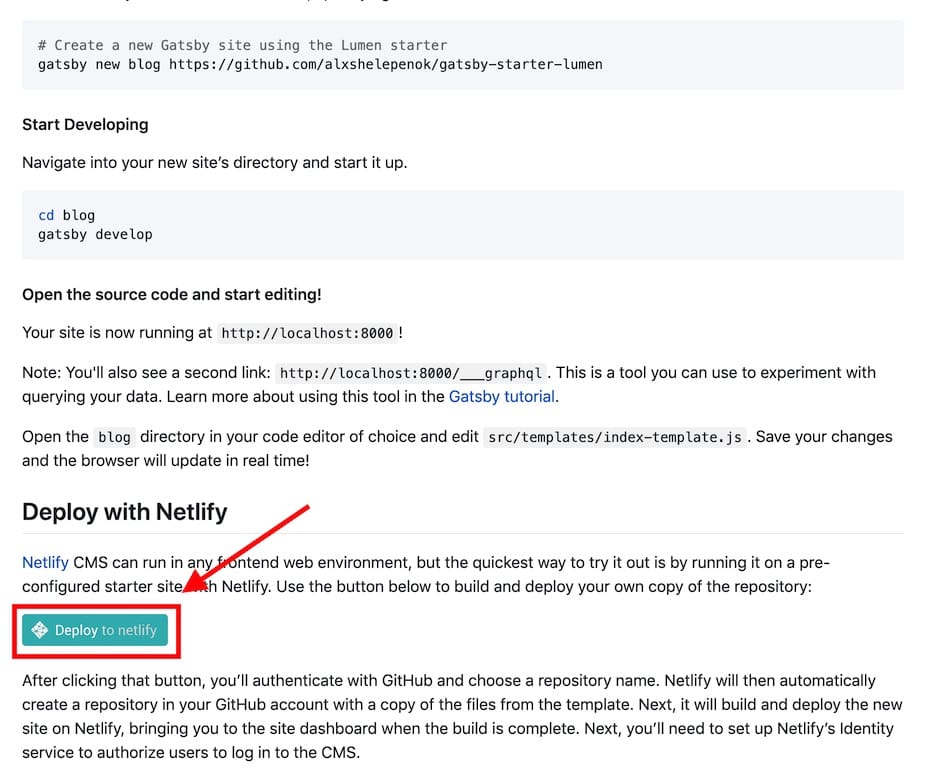 # Create a new Gatsby site using the Lumen starter
gatsby new blog https://github.com/alxshelepenok/gatsby-starter-lumen
Start Developing
Navigate into your new site’s directory and start it up.
cd blog
gatsby develop
Open the source code and start editing!
Your site is now running at http://localhost:8000 !
Note: You'll also see a second link: http://localhost:8000/___graphql . This is a tool you can use to experiment with
querying your data. Learn more about using this tool in the Gatsby tutorial.
Open the blog directory in your code editor of choice and edit src/templates/index-template.js . Save your changes
and the browser will update in real time!
Deploy with Netlify
Netlify CMS can run in any frontend web environment, but the quickest way to try it out is by running it on a pre-
configured starter site with Netlify. Use the button below to build and deploy your own copy of the repository:
Deploy to netlify
After clicking that button, you’ll authenticate with GitHub and choose a repository name. Netlify will then automatically
create a repository in your GitHub account with a copy of the files from the template. Next, it will build and deploy the new
site on Netlify, bringing you to the site dashboard when the build is complete. Next, you’ll need to set up Netlify’s Identity
service to authorize users to log in to the CMS.